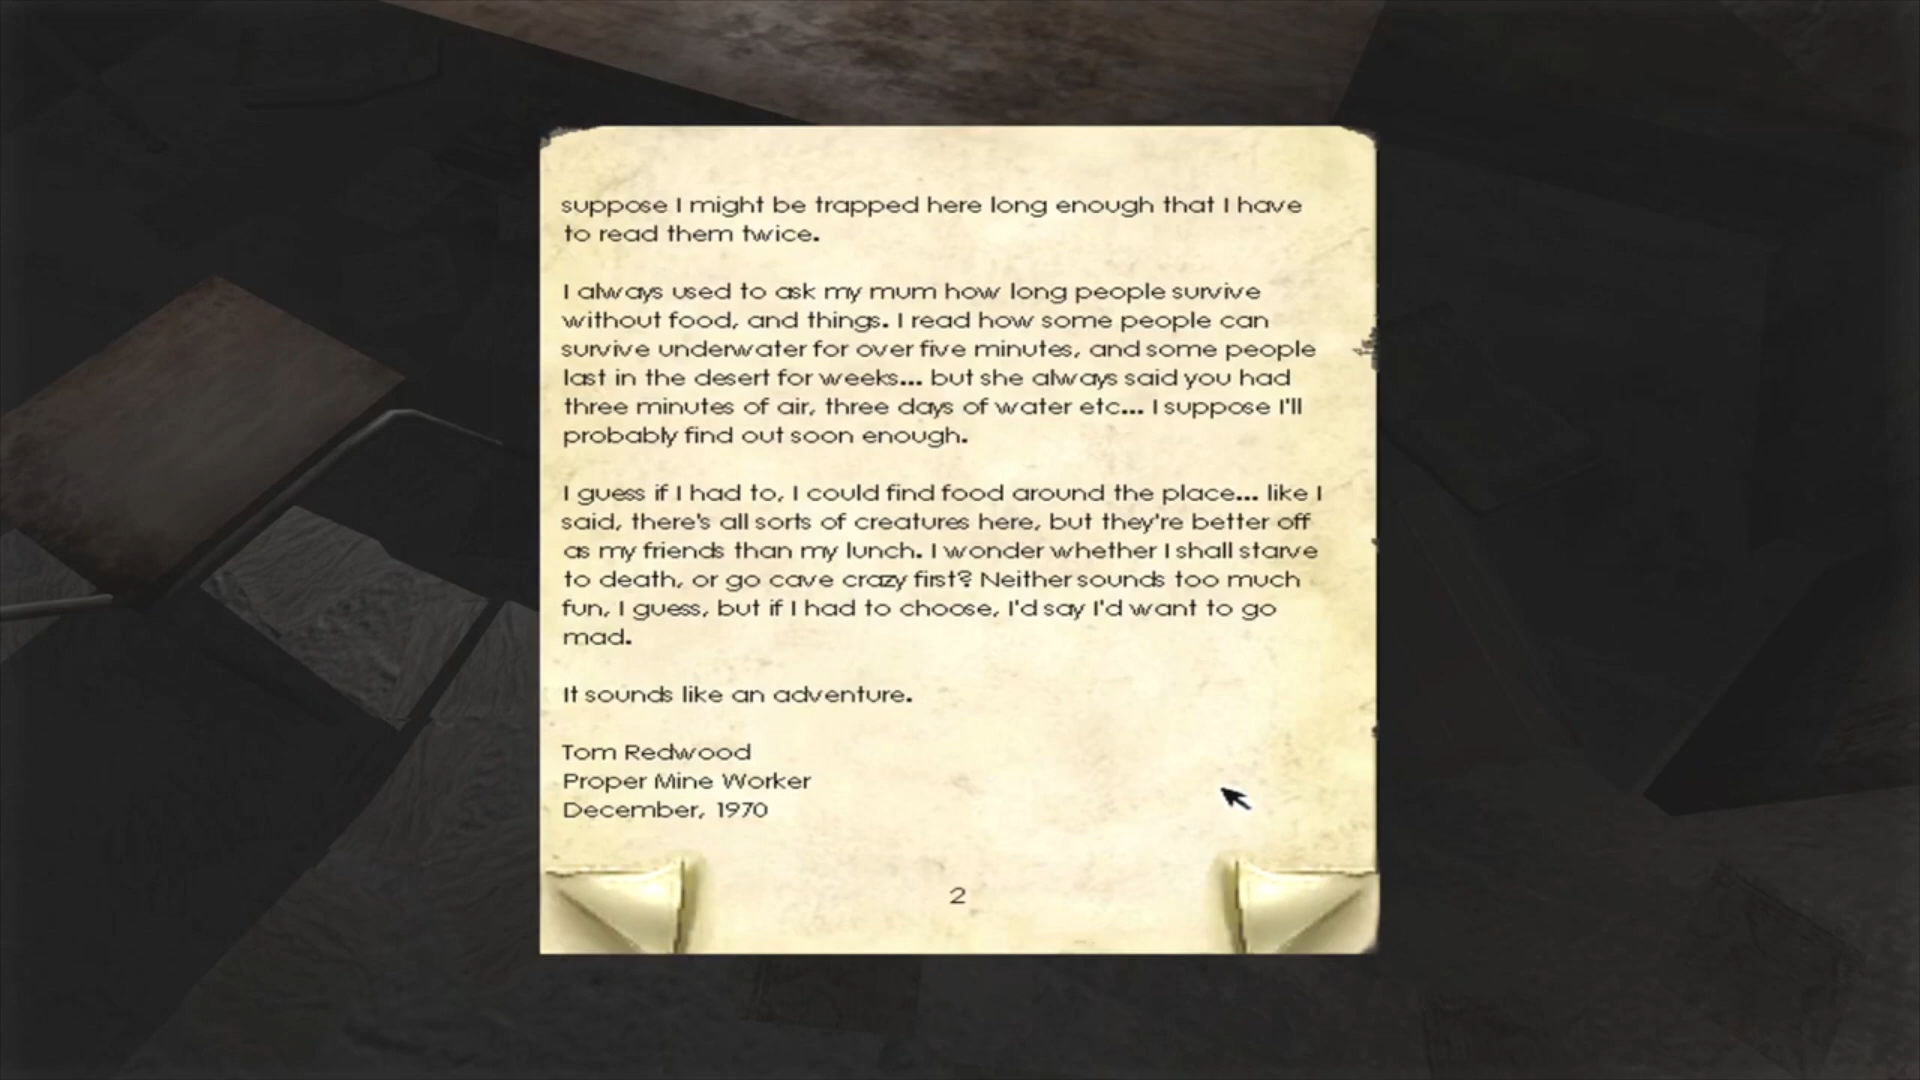 suppose I might be trapped here long enough that I have
to read them twice.
I always used to ask my mum how long people survive
without food, and things. I read how some people can
survive underwater for over five minutes, and some people
last in the desert for weeks... but she always said you had
three minutes of air, three days of water etc... I suppose I'll
probably find out soon enough.
I guess if I had to, I could find food around the place... like I
said, there's all sorts of creatures here, but they're better off
as my friends than my lunch. I wonder whether I shall starve
to death, or go cave crazy first? Neither sounds too much
fun, I guess, but if I had to choose, I'd say I'd want to go
mad.
It sounds like an adventure.
Tom Redwood
Proper Mine Worker
December, 1970
2